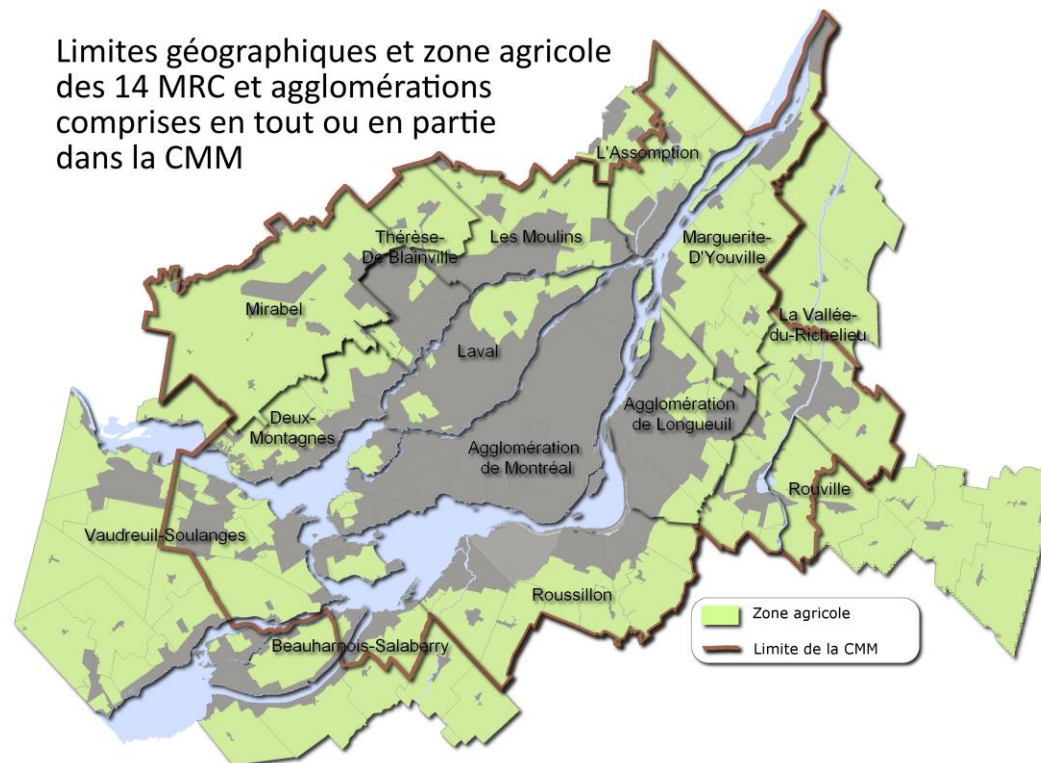 Limites géographiques et zone agricole
des 14 MRC et agglomérations
comprises en tout ou en partie
dans la CMM
L'Assomption
Thérèse-
De Blainville
Les Moulins
Marguerite-
D'Youville
Mirabel
La Vallée-
du-Richelieu
Laval
Deux-
Montagnes
Agglomération
de Longueuil
Agglomération
de Montréal
Rouville
Vaudreuil-Soulanges
Roussillon
Beauharnois-Salaberry
Zone agricole
Limite de la CMM